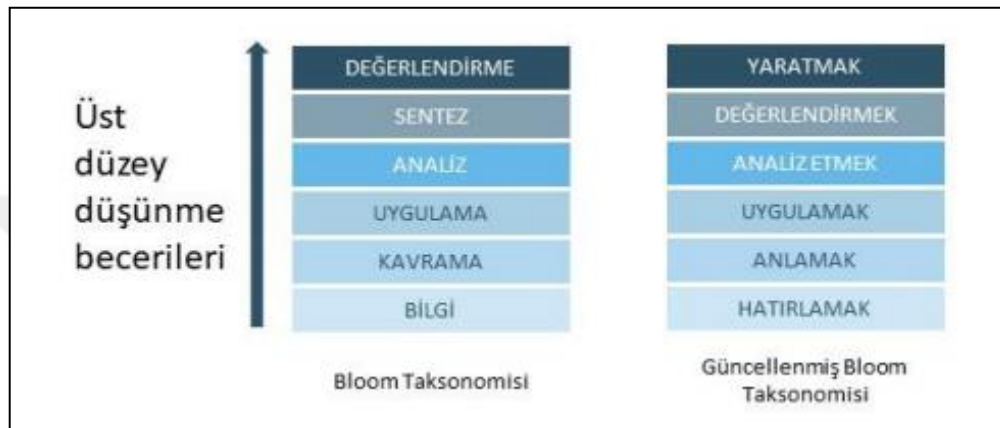 Üst
düzey
düşünme
becerileri
DEĞERLENDİRME
SENTEZ
ANALİZ
UYGULAMA
KAVRAMA
BİLGİ
Bloom Taksonomisi
YARATMAK
DEĞERLENDİRMEK
ANALİZ ETMEK
UYGULAMAK
ANLAMAK
HATIRLAMAK
Güncellenmiş Bloom
Taksonomisi